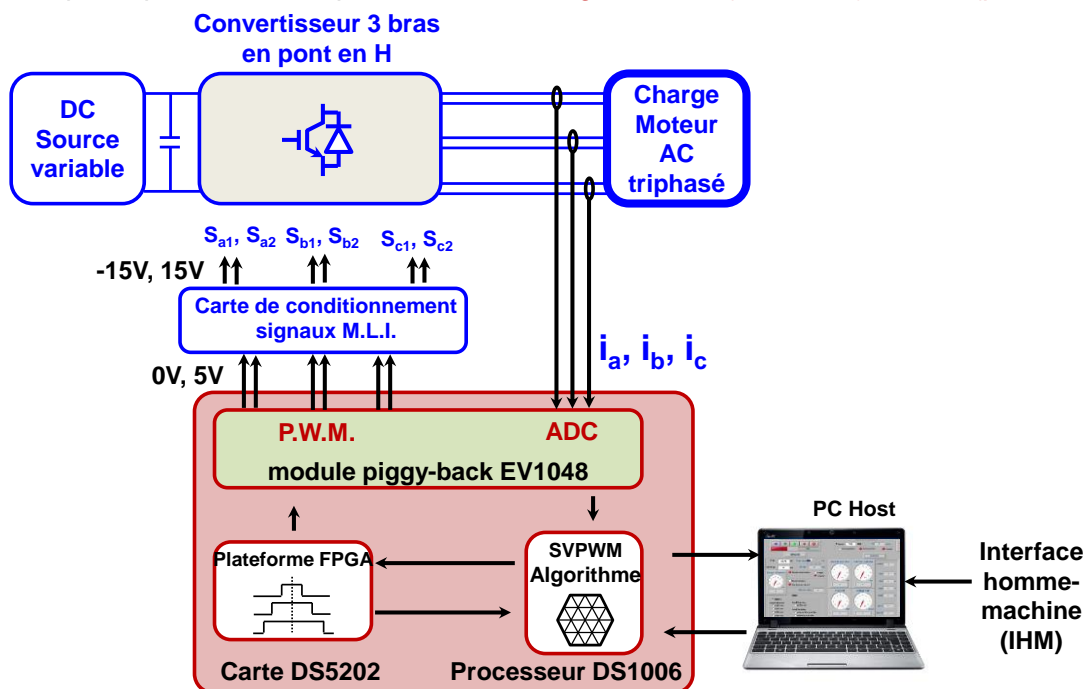 Convertisseur 3 bras
en pont en H
DC
Source
variable
Charge
Moteur
AC
triphasé
Sa1, Sa2 Sb1, Sb2 Sc1, Sc2
-15V, 15V
Carte de conditionnement
signaux M.L.I.
ia, ib, ic
0V, 5V
P.W.M. ADC
module piggy-back EV1048
PC Host
Plateforme FPGA
SVPWM
Algorithme
Interface
homme-
machine
(IHM)
Carte DS5202 Processeur DS1006